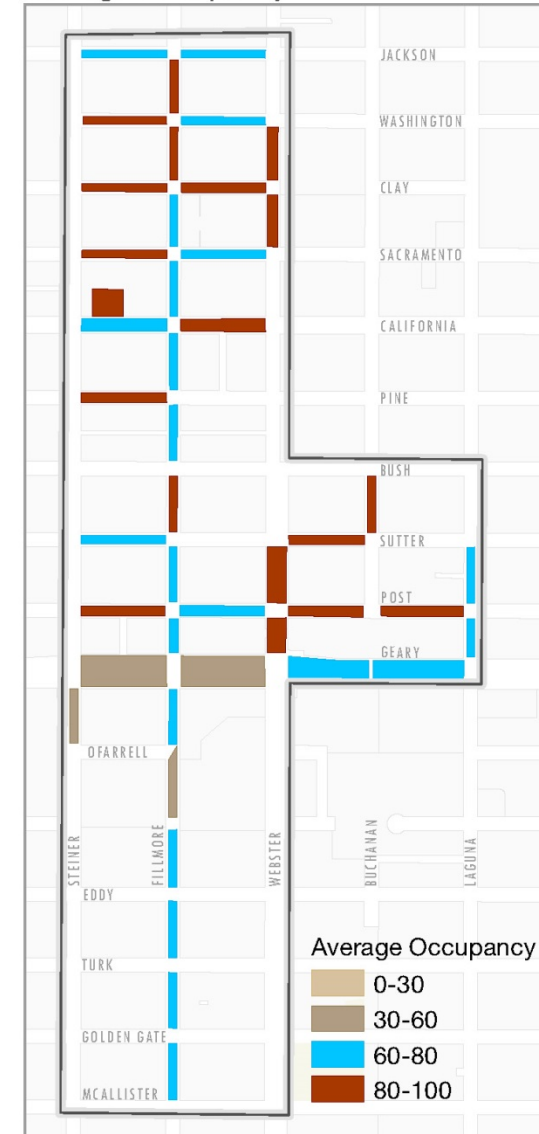 JACKSON
WASHINGTON
CLAY
SACRAMENTO
CALIFORNIA
PINE
BUSH
SUTTER
POST
GEARY
OFARRELL
STEINER
FILLMORE
WEBSTER
BUCHANAN
LAGUNA
EDDY
TURK
GOLDEN GATE
MCALLISTER
Average Occupancy
0-30
30-60
60-80
80-100